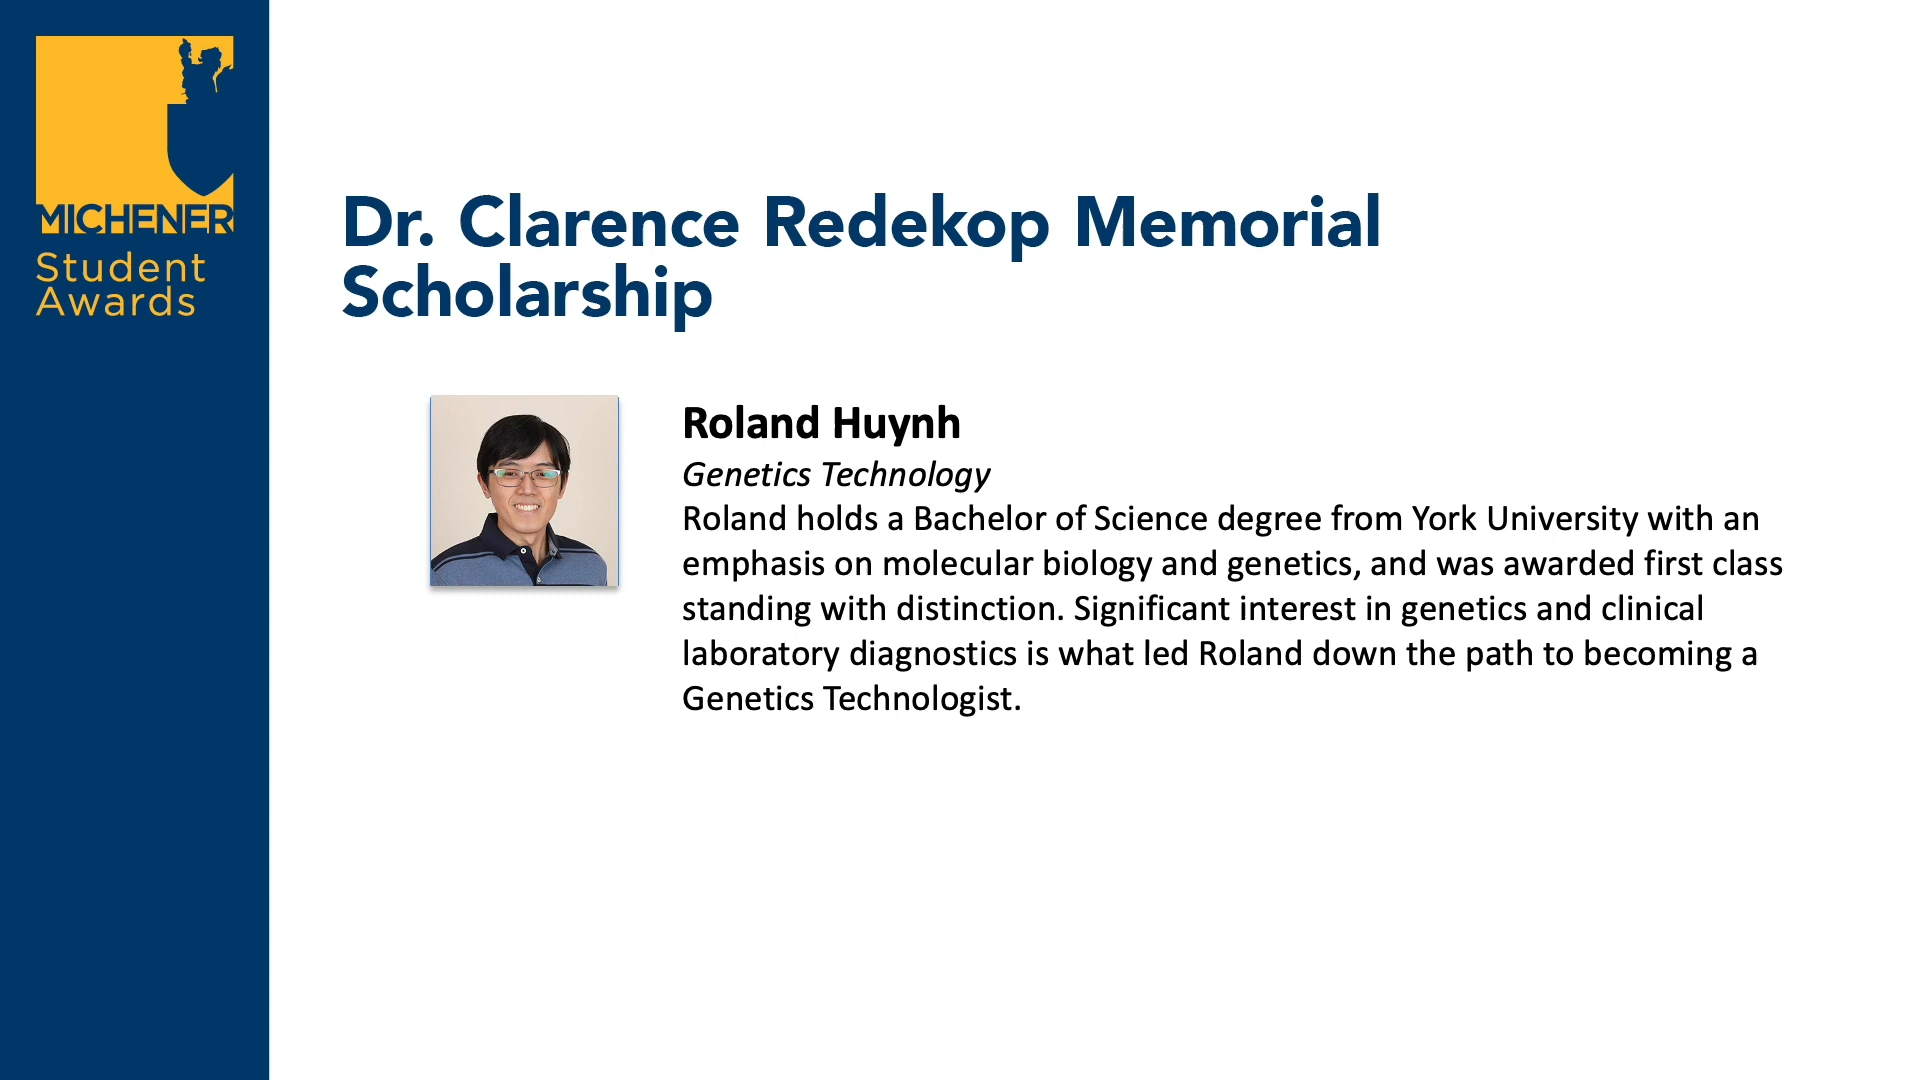 MICHENER
Student
Awards
Dr. Clarence Redekop Memorial
Scholarship
Roland Huynh
Genetics Technology
Roland holds a Bachelor of Science degree from York University with an
emphasis on molecular biology and genetics, and was awarded first class
standing with distinction. Significant interest in genetics and clinical
laboratory diagnostics is what led Roland down the path to becoming a
Genetics Technologist.